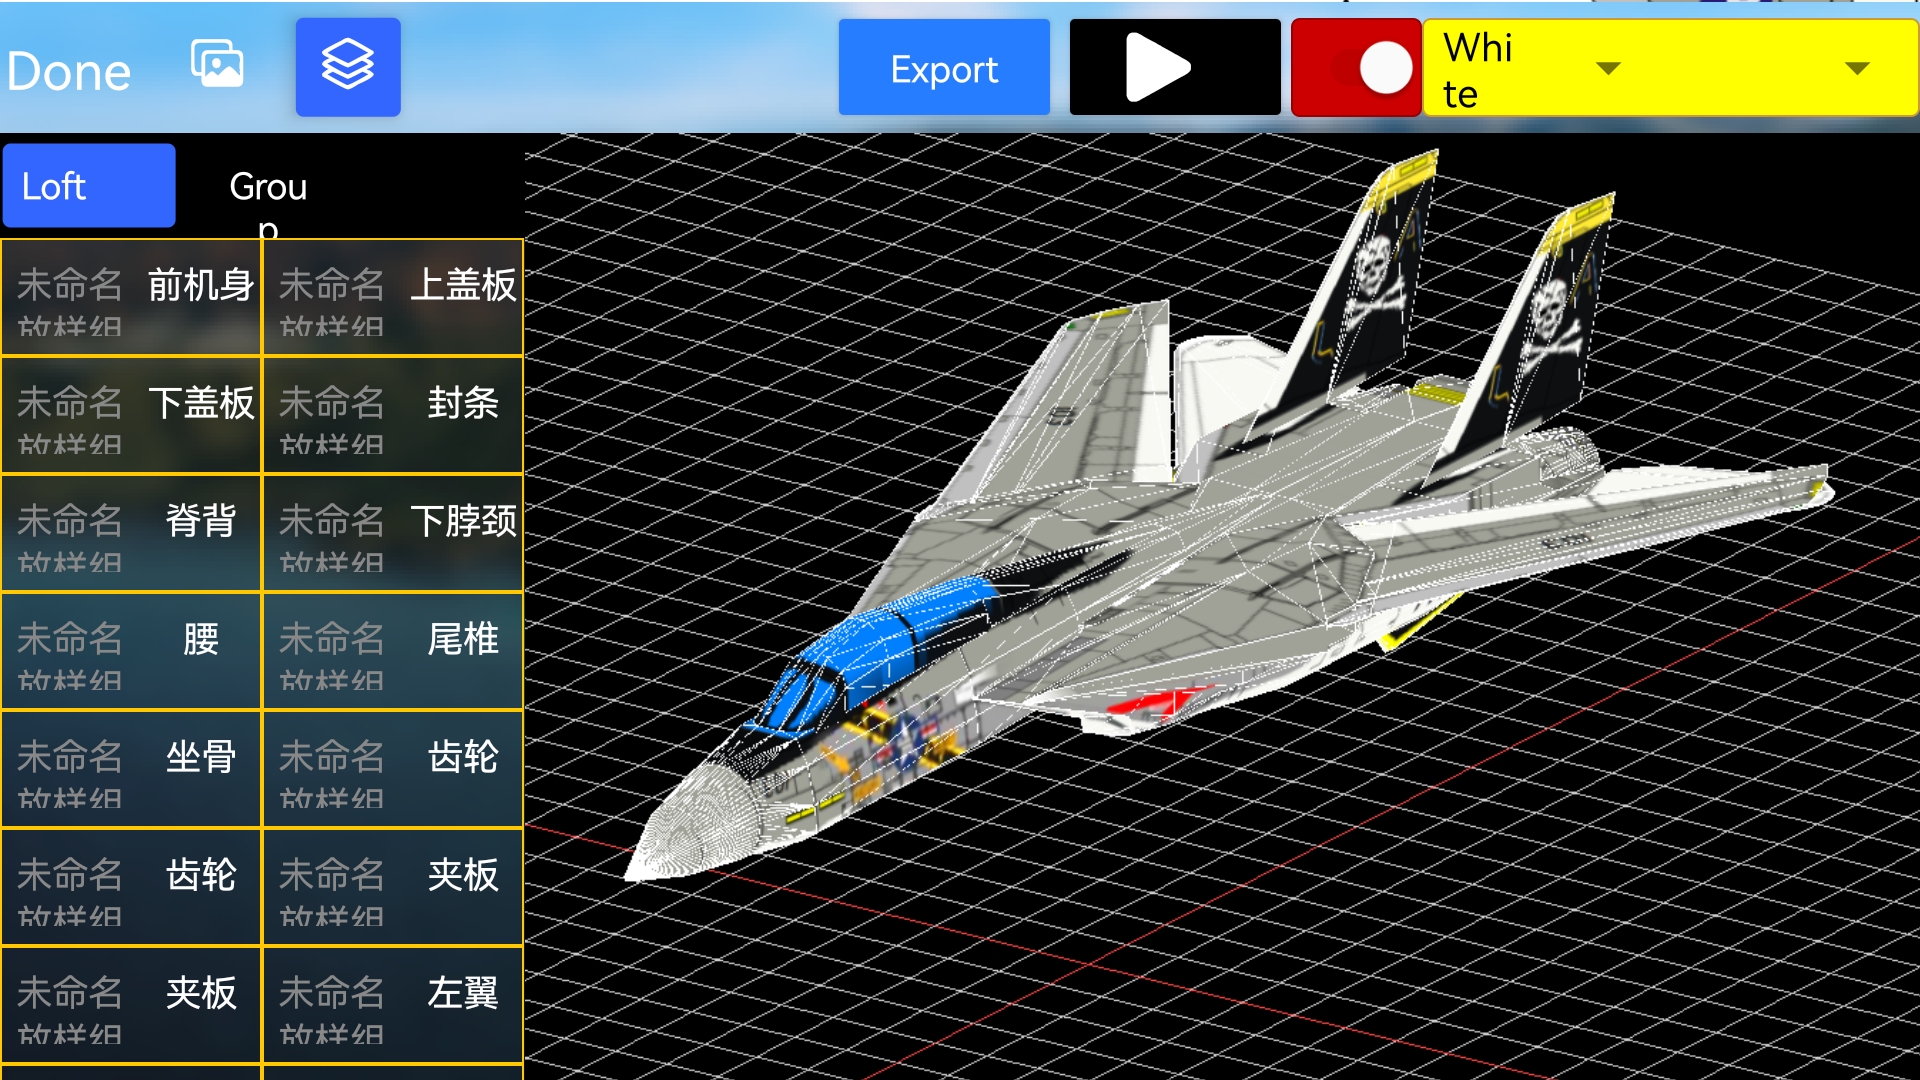 Done
Export
Whi
te
Loft
Grou
p
未命名 前机身 未命名 上盖板
放样组 放样组
未命名 下盖板 未命名 封条
放样组 放样组
未命名 脊背 未命名 下脖颈
放样组 放样组
未命名 腰 未命名 尾椎
放样组 放样组
未命名 坐骨 未命名 齿轮
放样组 放样组
未命名 齿轮 未命名 夹板
放样组 放样组
未命名 夹板 未命名 左翼
放样组 放样组